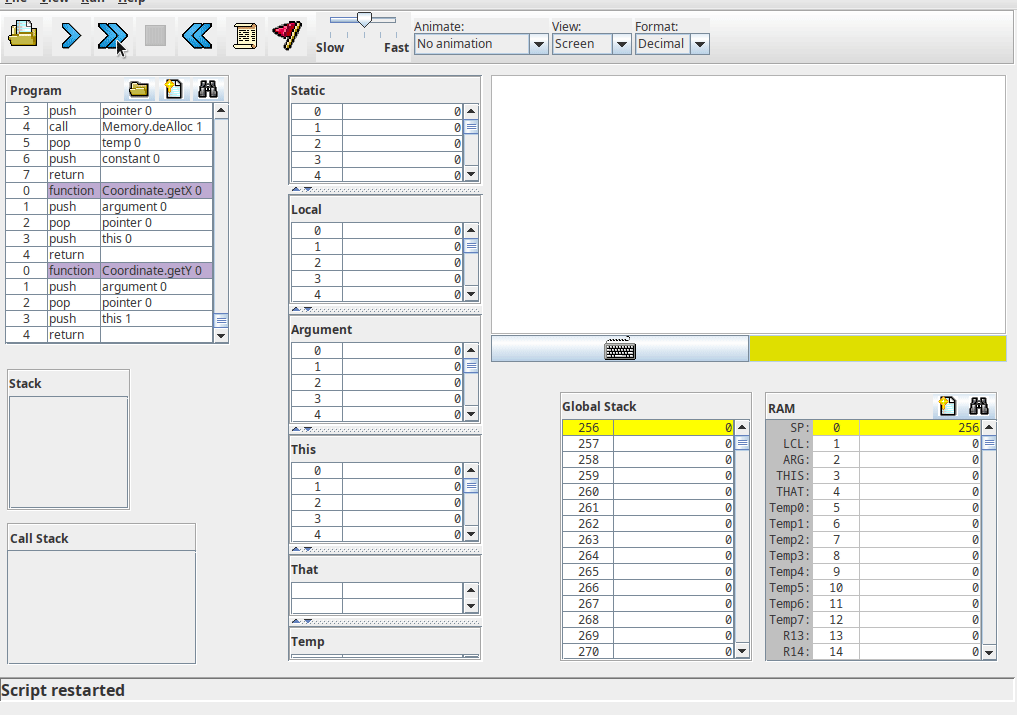 File View Run Help
Animate: View: Format:
Slow Fast No animation Screen Decimal
Program
3 push pointer 0
4 call Memory.deAlloc 1
5 pop temp 0
6 push constant 0
7 return
0 function Coordinate.getX 0
1 push argument 0
2 pop pointer 0
3 push this 0
4 return
0 function Coordinate.getY 0
1 push argument 0
2 pop pointer 0
3 push this 1
4 return
Stack
Call Stack
Static
0 0
1 0
2 0
3 0
4 0
Local
0 0
1 0
2 0
3 0
4 0
Argument
0 0
1 0
2 0
3 0
4 0
This
0 0
1 0
2 0
3 0
4 0
That
Temp
Global Stack
256 0
257 0
258 0
259 0
260 0
261 0
262 0
263 0
264 0
265 0
266 0
267 0
268 0
269 0
270 0
RAM
SP: 0 256
LCL: 1 0
ARG: 2 0
THIS: 3 0
THAT: 4 0
Temp0: 5 0
Temp1: 6 0
Temp2: 7 0
Temp3: 8 0
Temp4: 9 0
Temp5: 10 0
Temp6: 11 0
Temp7: 12 0
R13: 13 0
R14: 14 0
Script restarted